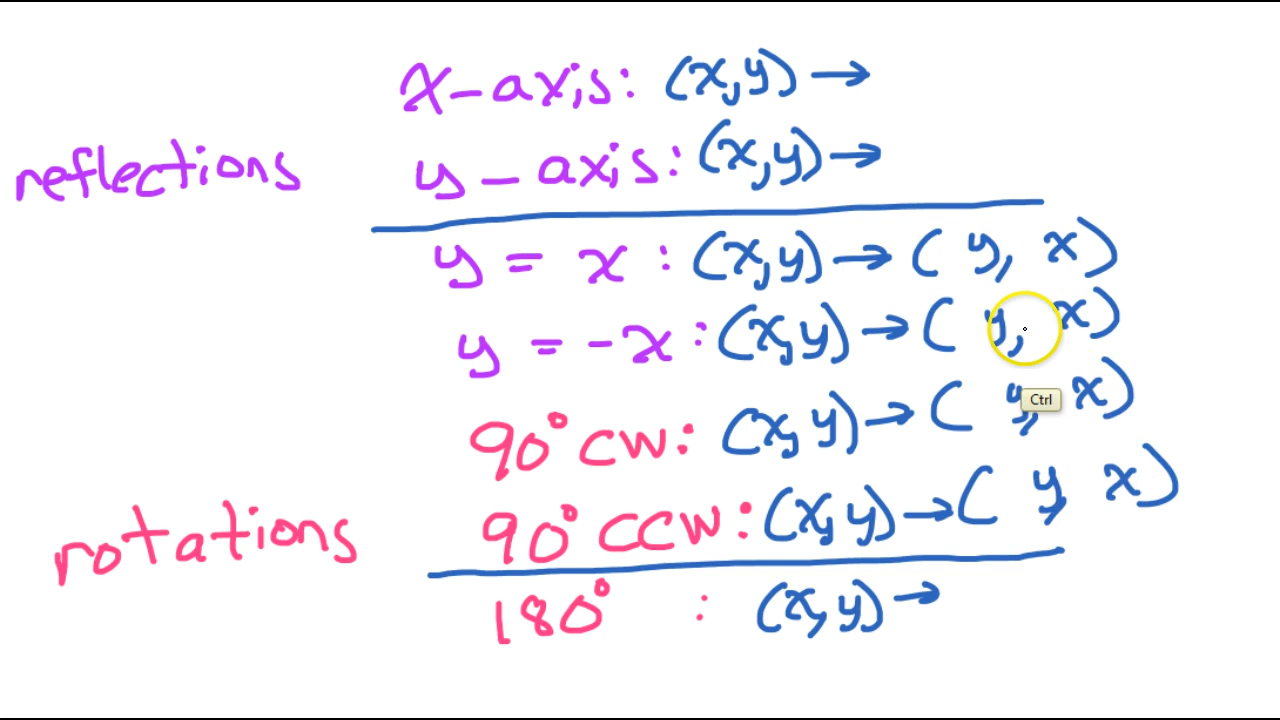 x-axis: (x,y) →
reflections
y-axis: (x,y) →
y = x : (x,y) → ( y, x)
y = -x : (x,y) → ( y, x)
Ctrl
90° CW: (x,y) → ( y, x)
rotations
90° CCW: (x,y) → ( y, x)
180° : (x,y) →